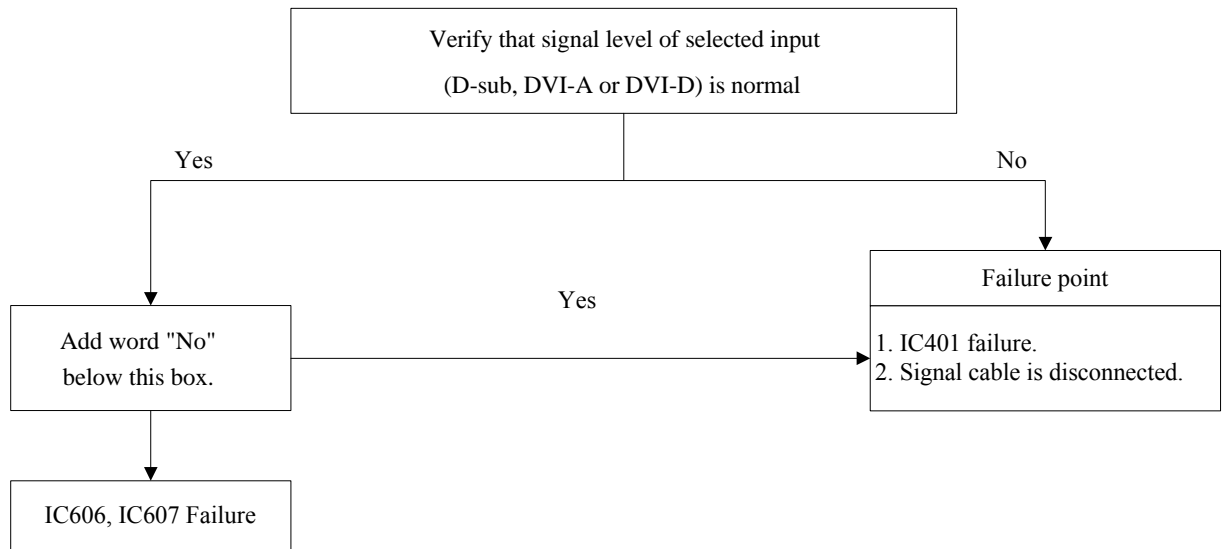 Verify that signal level of selected input
(D-sub, DVI-A or DVI-D) is normal
Yes
No
Failure point
1. IC401 failure.
2. Signal cable is disconnected.
Yes
Add word "No"
below this box.
IC606, IC607 Failure